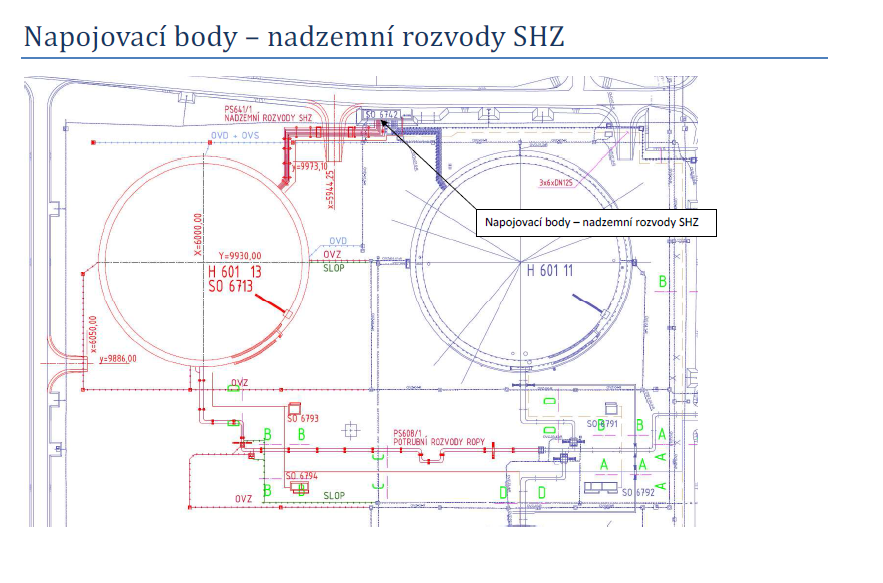 Napojovací body – nadzemní rozvody SHZ
PS641/1
NADZEMNÍ ROZVODY SHZ
SO 6742
OVD + OVS
y=9973,10
x=5944,25
3x6xDN125
Napojovací body – nadzemní rozvody SHZ
X=6000,00
OVD
Y=9930,00
OVZ
SLOP
H 601 13
SO 6713
H 601 11
B
x=6050,00
y=9886,00
OVZ
D
SO 6793
SO 6791
B
B
PS608/1
POTRUBNÍ ROZVODY ROPY
D
B
B
A
A
A
A
C
C
SO 6794
B
B
OVZ
SLOP
D
D
SO 6792
A